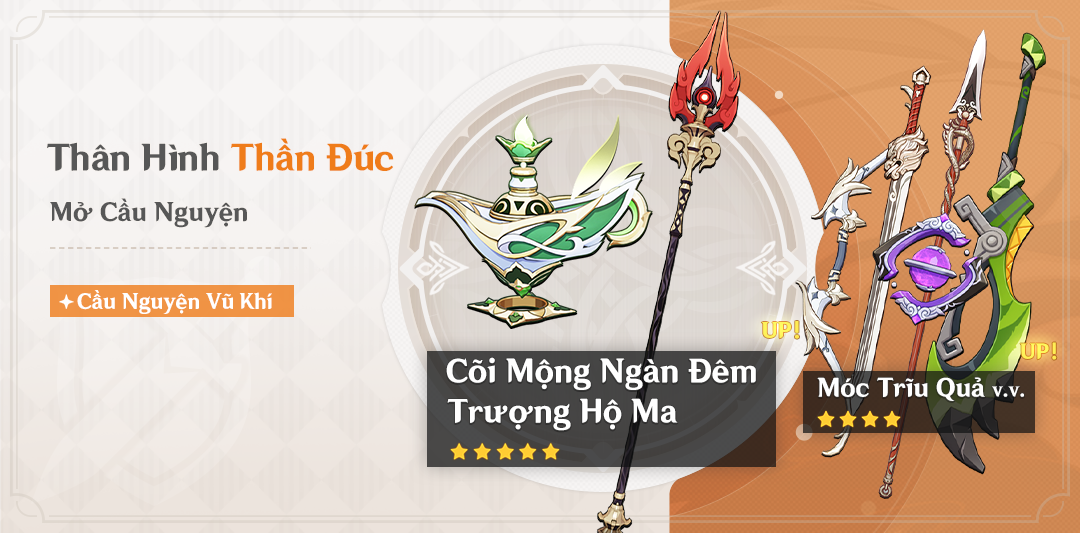 Thân Hình Thần Đúc
Mở Cầu Nguyện
Cầu Nguyện Vũ Khí
Cõi Mộng Ngàn Đêm
Trượng Hộ Ma
UP!
Móc Trĩu Quả v.v.
UP!